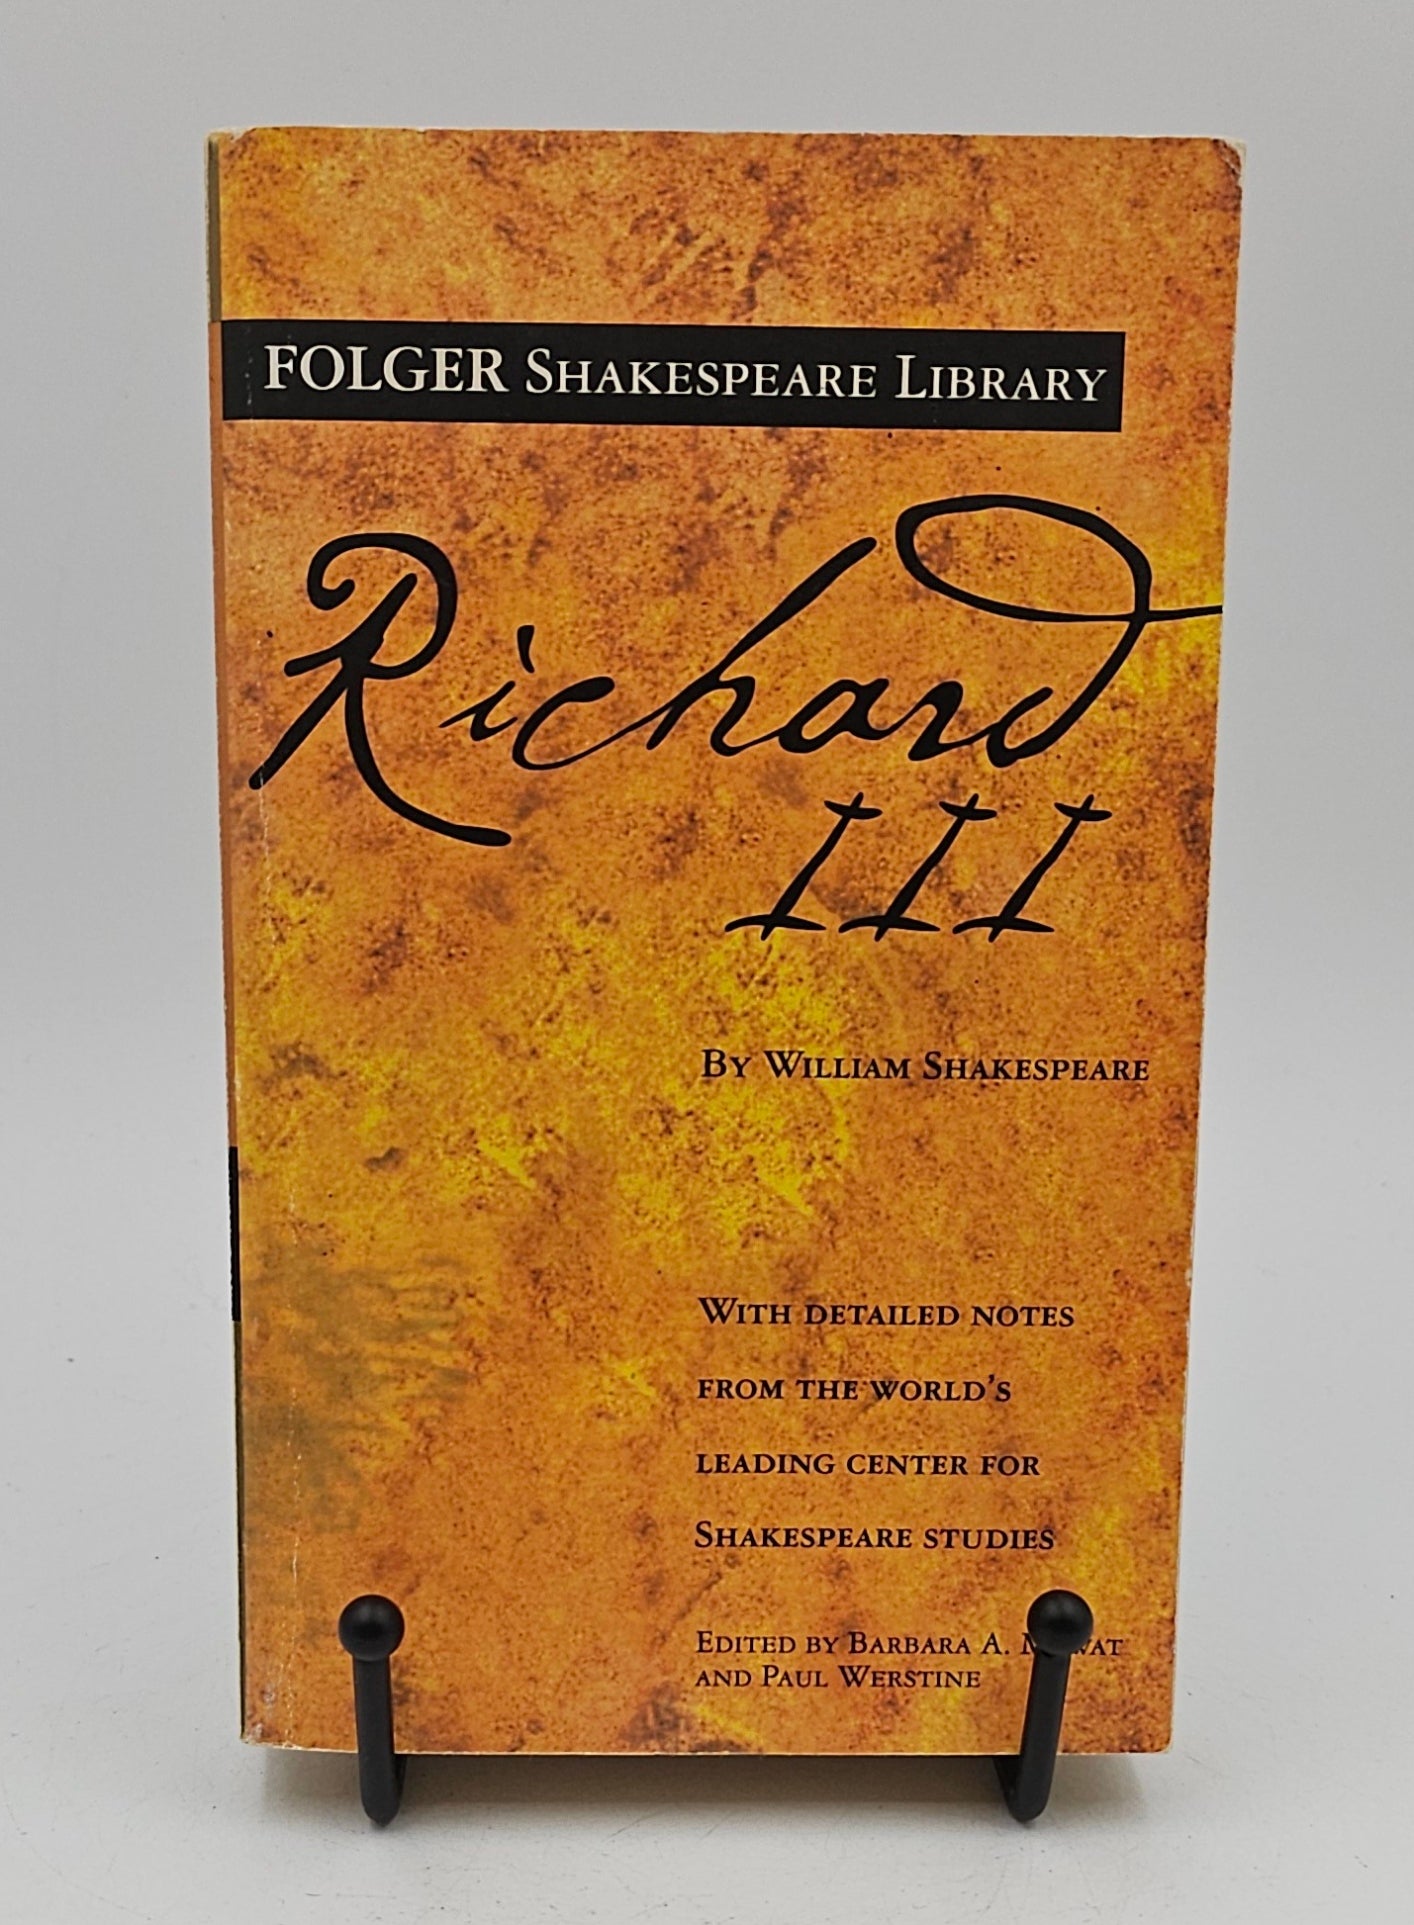 FOLGER SHAKESPEARE LIBRARY
Richard
III
BY WILLIAM SHAKESPEARE
WITH DETAILED NOTES
FROM THE WORLD'S
LEADING CENTER FOR
SHAKESPEARE STUDIES
EDITED BY BARBARA A.
AND PAUL WERSTINE